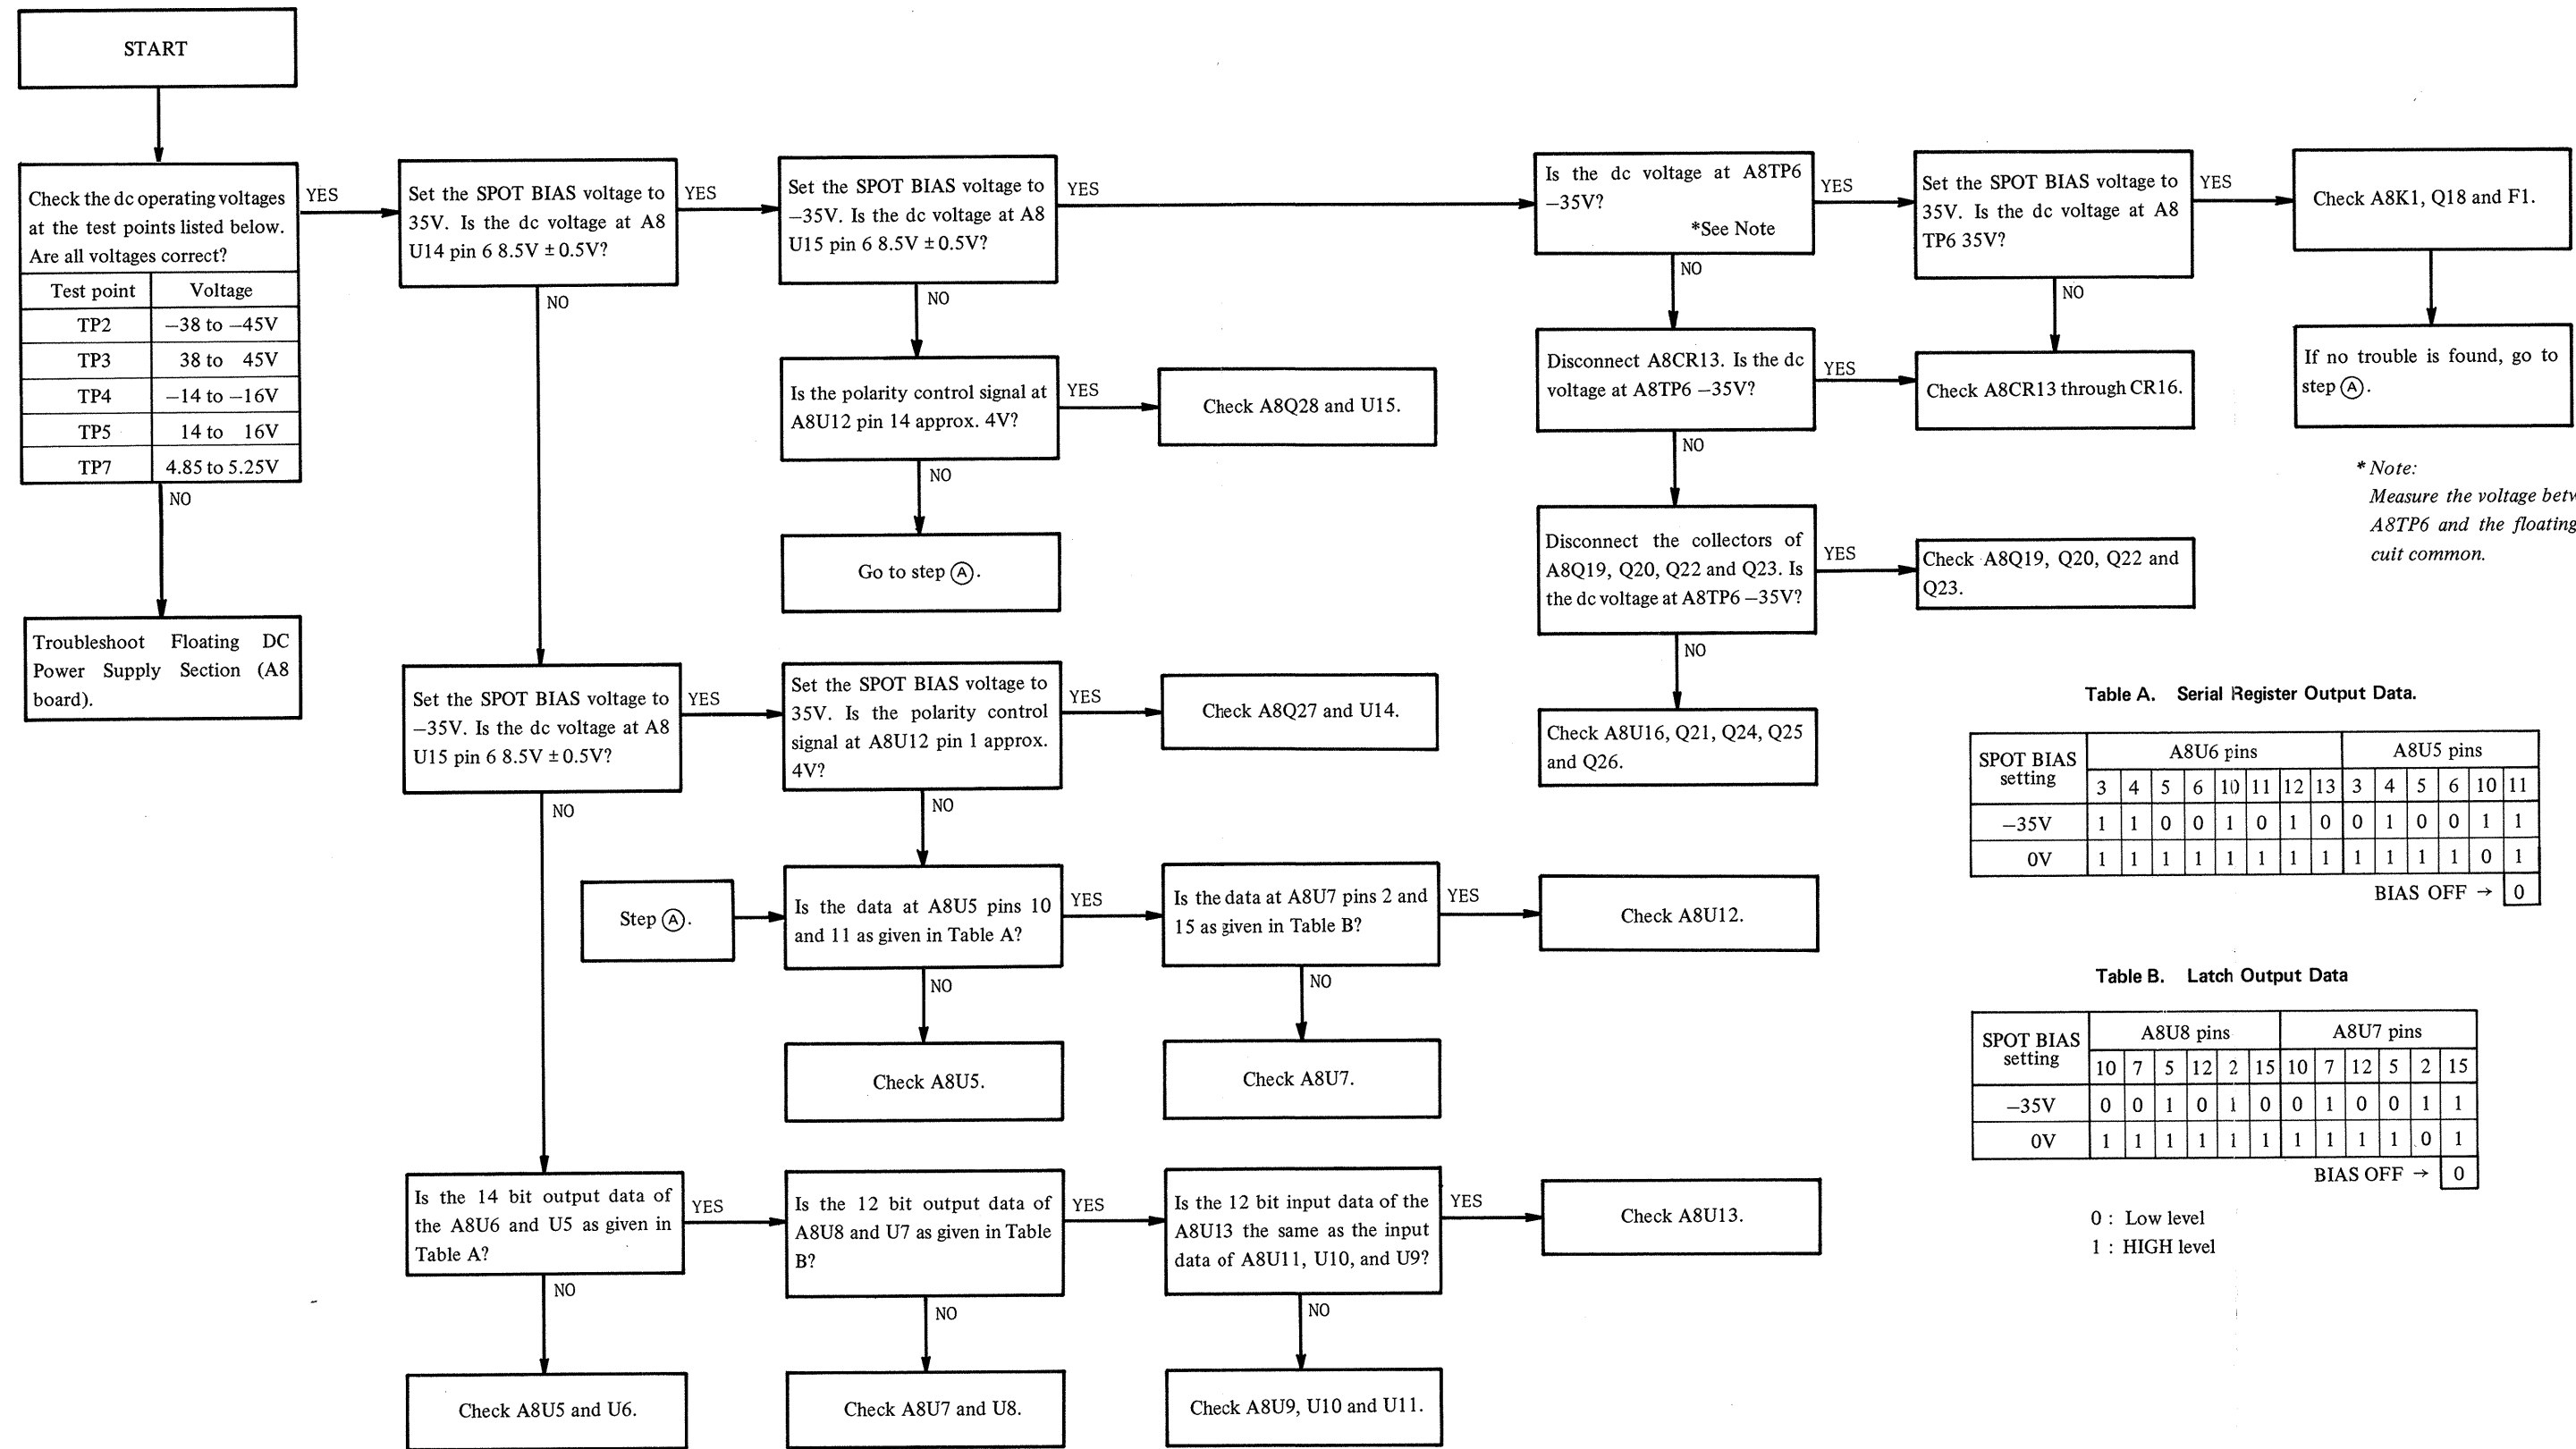 START
Check the dc operating voltages
at the test points listed below.
Are all voltages correct?
Test point Voltage
TP2 −38 to −45V
TP3 38 to 45V
TP4 −14 to −16V
TP5 14 to 16V
TP7 4.85 to 5.25V
YES
NO
Troubleshoot Floating DC
Power Supply Section (A8
board).
Set the SPOT BIAS voltage to
35V. Is the dc voltage at A8
U14 pin 6 8.5V ± 0.5V?
YES
NO
Set the SPOT BIAS voltage to
−35V. Is the dc voltage at A8
U15 pin 6 8.5V ± 0.5V?
YES
NO
Is the polarity control signal at
A8U12 pin 14 approx. 4V?
YES
NO
Check A8Q28 and U15.
Go to step Ⓐ.
Is the dc voltage at A8TP6
−35V?
*See Note
YES
NO
Set the SPOT BIAS voltage to
35V. Is the dc voltage at A8
TP6 35V?
YES
NO
Check A8K1, Q18 and F1.
If no trouble is found, go to
step Ⓐ.
Disconnect A8CR13. Is the dc
voltage at A8TP6 −35V?
YES
NO
Check A8CR13 through CR16.
Disconnect the collectors of
A8Q19, Q20, Q22 and Q23. Is
the dc voltage at A8TP6 −35V?
YES
NO
Check A8Q19, Q20, Q22 and
Q23.
Check A8U16, Q21, Q24, Q25
and Q26.
* Note:
Measure the voltage
A8TP6 and the floating
cuit common.
Set the SPOT BIAS voltage to
−35V. Is the dc voltage at A8
U15 pin 6 8.5V ± 0.5V?
YES
NO
Set the SPOT BIAS voltage to
35V. Is the polarity control
signal at A8U12 pin 1 approx.
4V?
YES
NO
Check A8Q27 and U14.
Step Ⓐ.
Is the data at A8U5 pins 10
and 11 as given in Table A?
YES
NO
Is the data at A8U7 pins 2 and
15 as given in Table B?
YES
NO
Check A8U12.
Check A8U5.
Check A8U7.
Is the 14 bit output data of
the A8U6 and U5 as given in
Table A?
YES
NO
Is the 12 bit output data of
A8U8 and U7 as given in Table
B?
YES
NO
Is the 12 bit input data of the
A8U13 the same as the input
data of A8U11, U10, and U9?
YES
NO
Check A8U13.
Check A8U5 and U6.
Check A8U7 and U8.
Check A8U9, U10 and U11.
Table A. Serial Register Output Data.
SPOT BIAS
setting
A8U6 pins A8U5 pins
3 4 5 6 10 11 12 13 3 4 5 6 10 11
−35V 1 1 0 0 1 0 1 0 0 1 0 0 1 1
0V 1 1 1 1 1 1 1 1 1 1 1 1 0 1
BIAS OFF → 0
Table B. Latch Output Data
SPOT BIAS
setting
A8U8 pins A8U7 pins
10 7 5 12 2 15 10 7 12 5 2 15
−35V 0 0 1 0 1 0 0 1 0 0 1 1
0V 1 1 1 1 1 1 1 1 1 1 0 1
BIAS OFF → 0
0 : Low level
1 : HIGH level